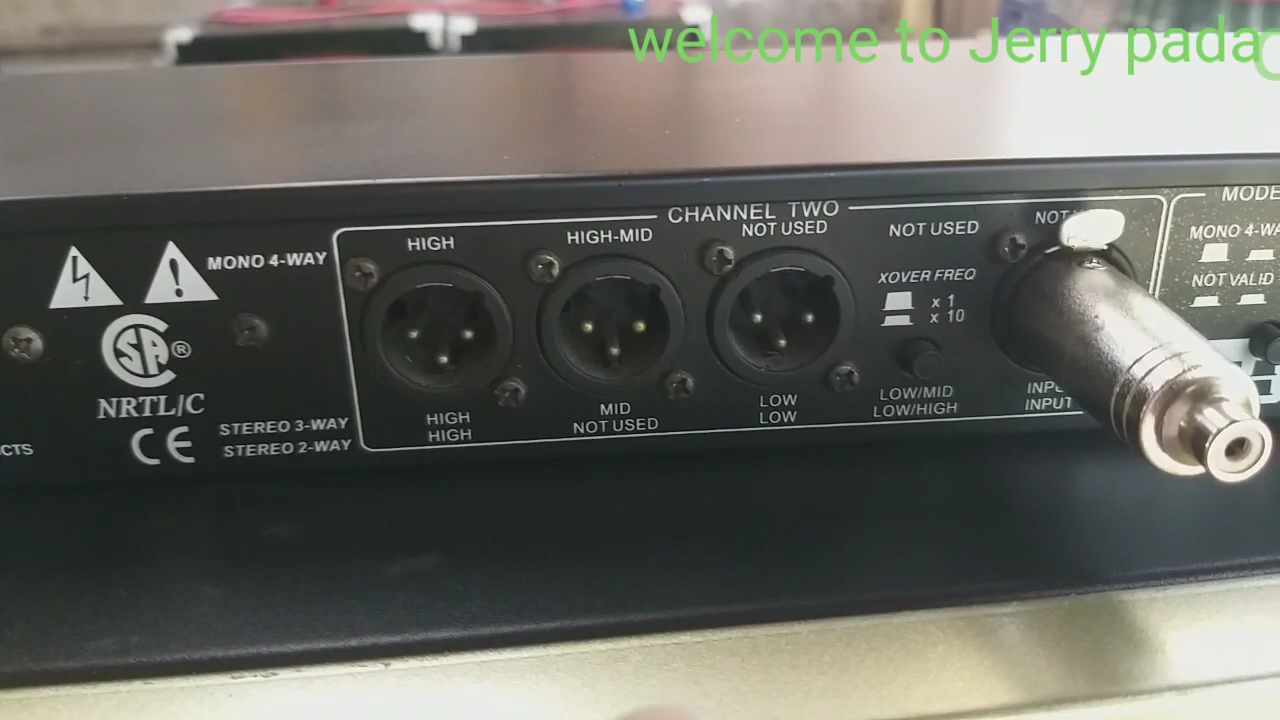 welcome to Jerry pada
CHANNEL TWO
MODE
HIGH
HIGH-MID
NOT USED
NOT USED
NOT
MONO 4-WAY
MONO 4-WA
XOVER FREQ
x 1
x 10
NOT VALID
CSA®
NRTL/C
CE
STEREO 3-WAY
HIGH
MID
LOW
LOW/MID
STEREO 2-WAY
HIGH
NOT USED
LOW
LOW/HIGH
INPUT
CTS